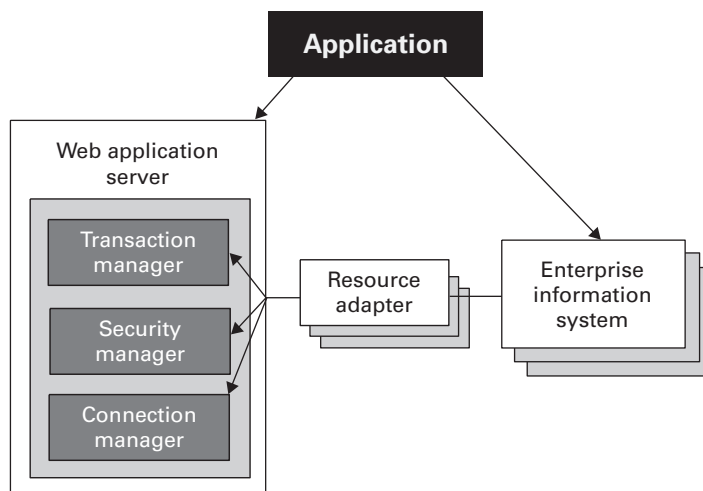 Application
Web application
server
Transaction
manager
Security
manager
Connection
manager
Resource
adapter
Enterprise
information
system